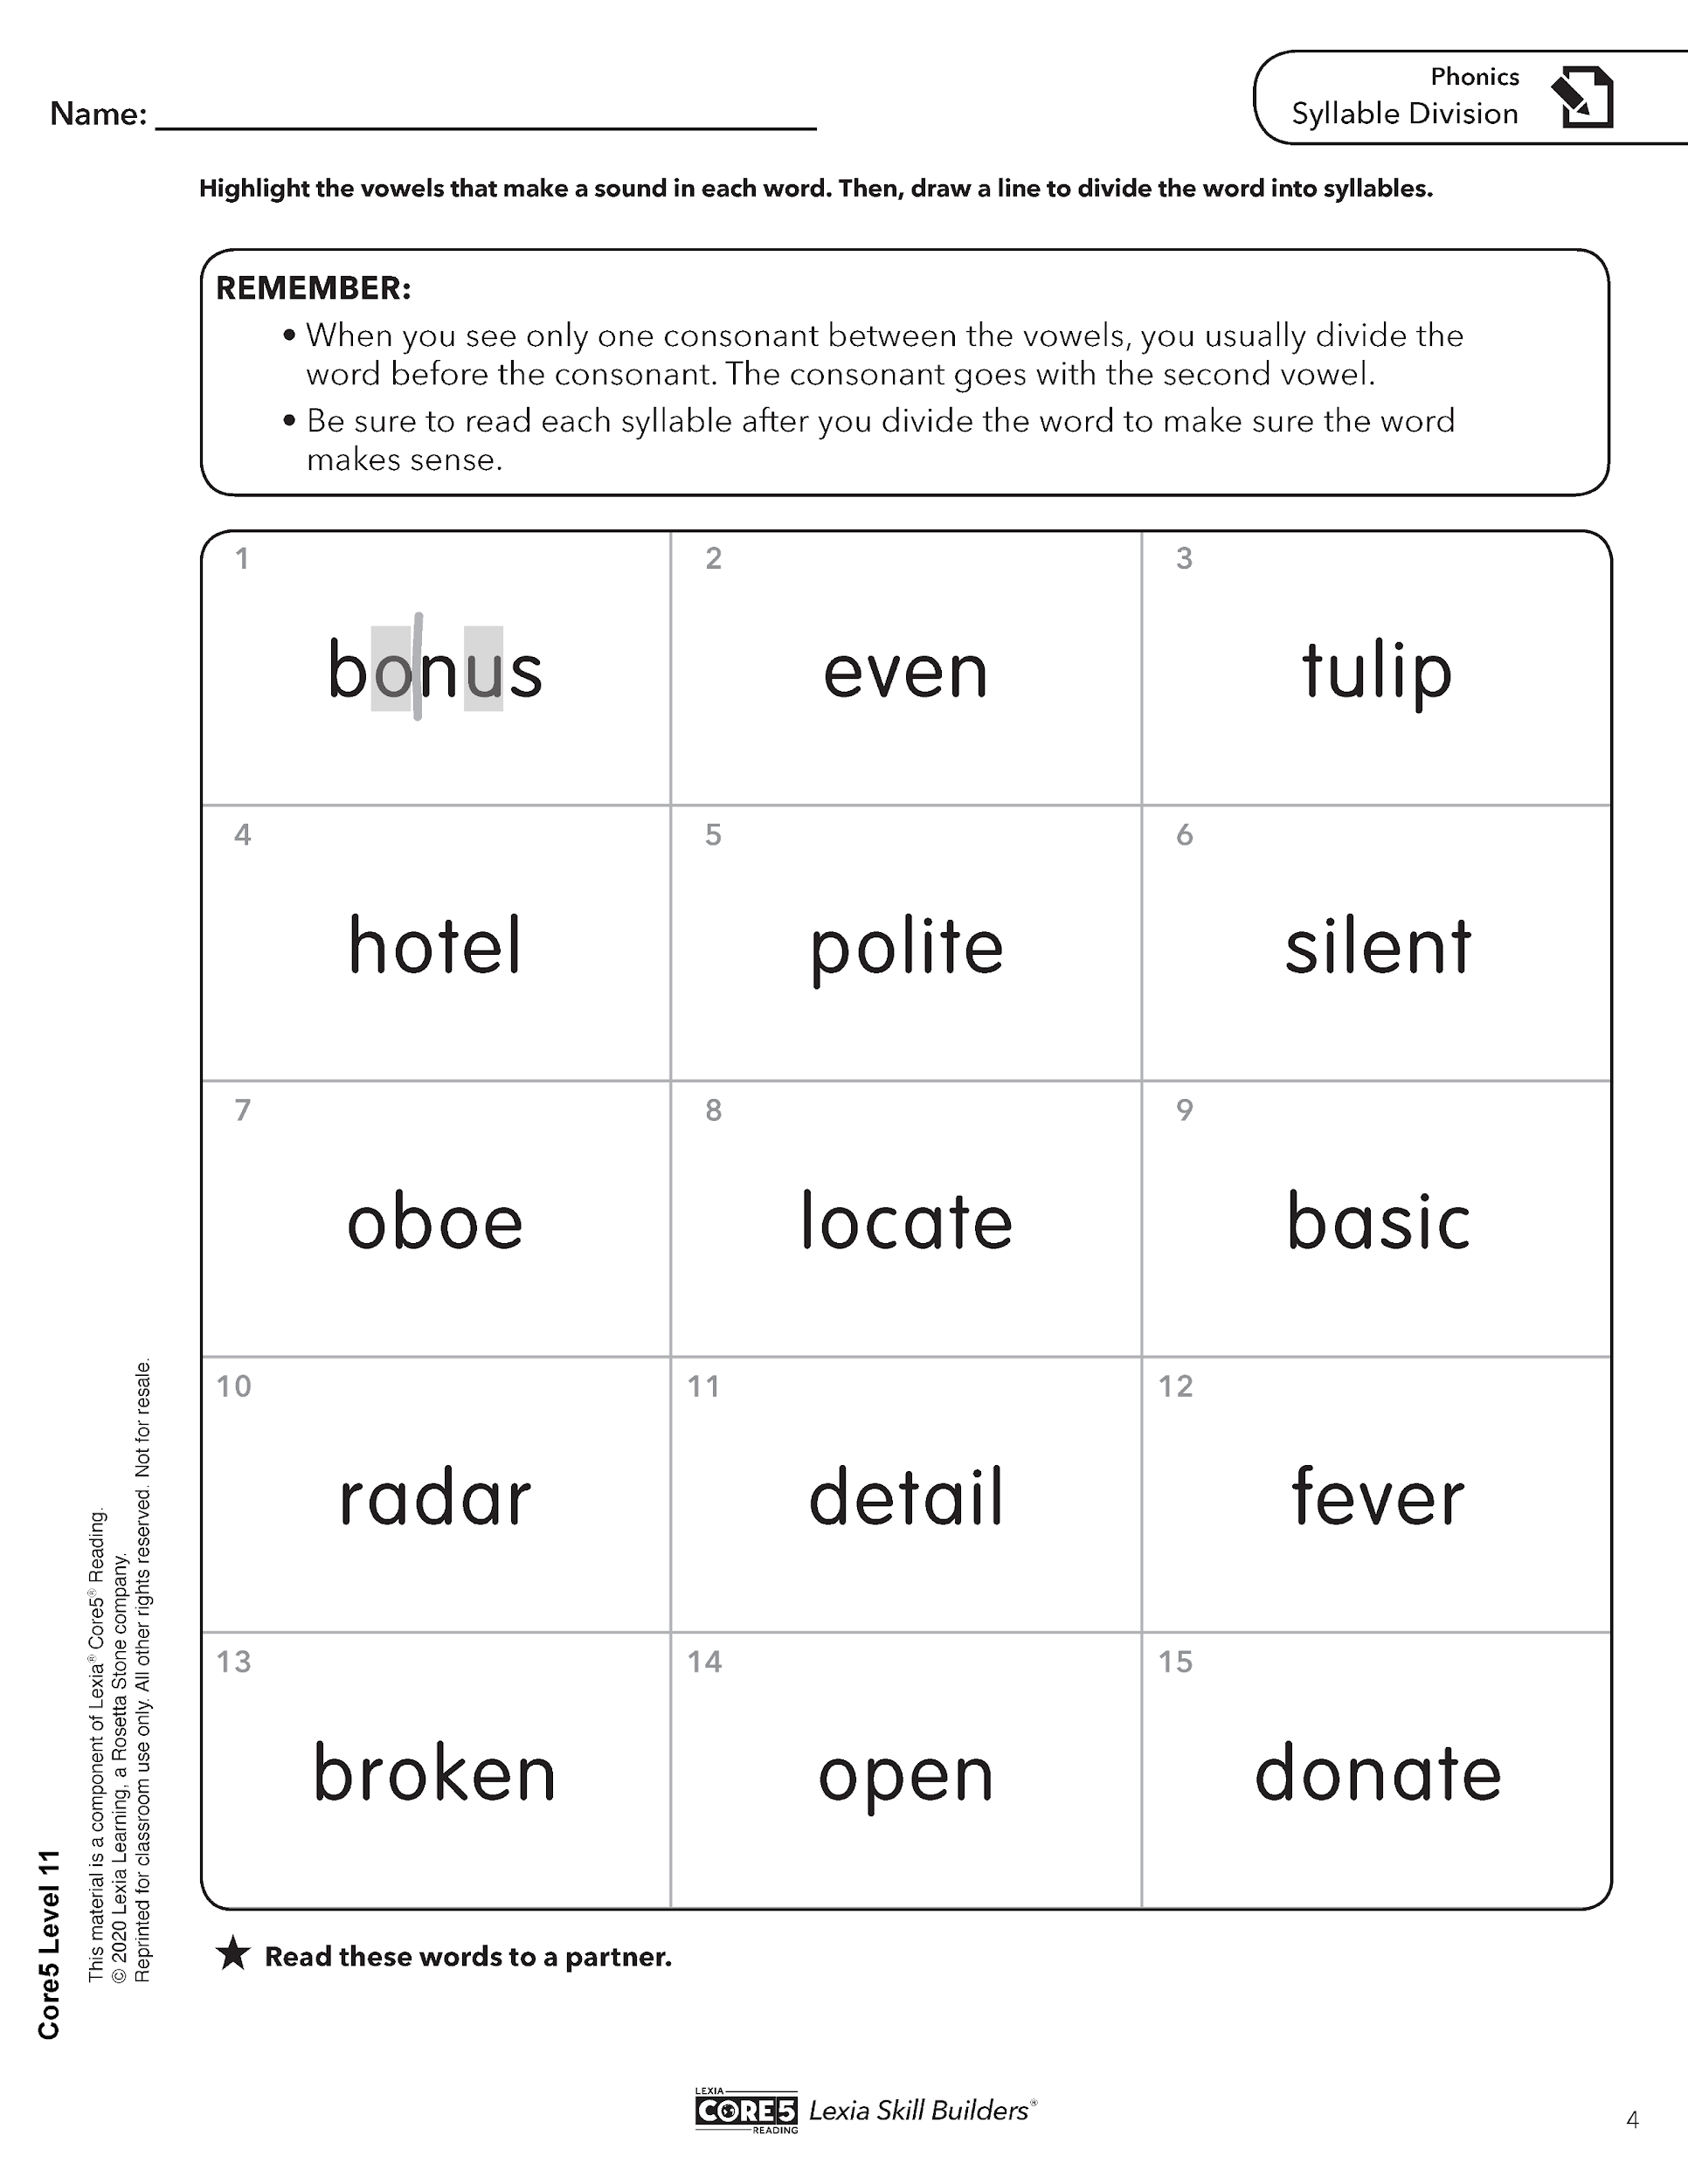 Name:
Phonics
Syllable Division
Highlight the vowels that make a sound in each word. Then, draw a line to divide the word into syllables.
REMEMBER:
• When you see only one consonant between the vowels, you usually divide the
word before the consonant. The consonant goes with the second vowel.
• Be sure to read each syllable after you divide the word to make sure the word
makes sense.
1
bonus
2
even
3
tulip
4
hotel
5
polite
6
silent
7
oboe
8
locate
9
basic
10
radar
11
detail
12
fever
13
broken
14
open
15
donate
★ Read these words to a partner.
Core5 Level 11
This material is a component of Lexia® Core5® Reading.
© 2020 Lexia Learning, a Rosetta Stone company.
Reprinted for classroom use only. All other rights reserved. Not for resale.
LEXIA
CORE5
READING
Lexia Skill Builders®
4